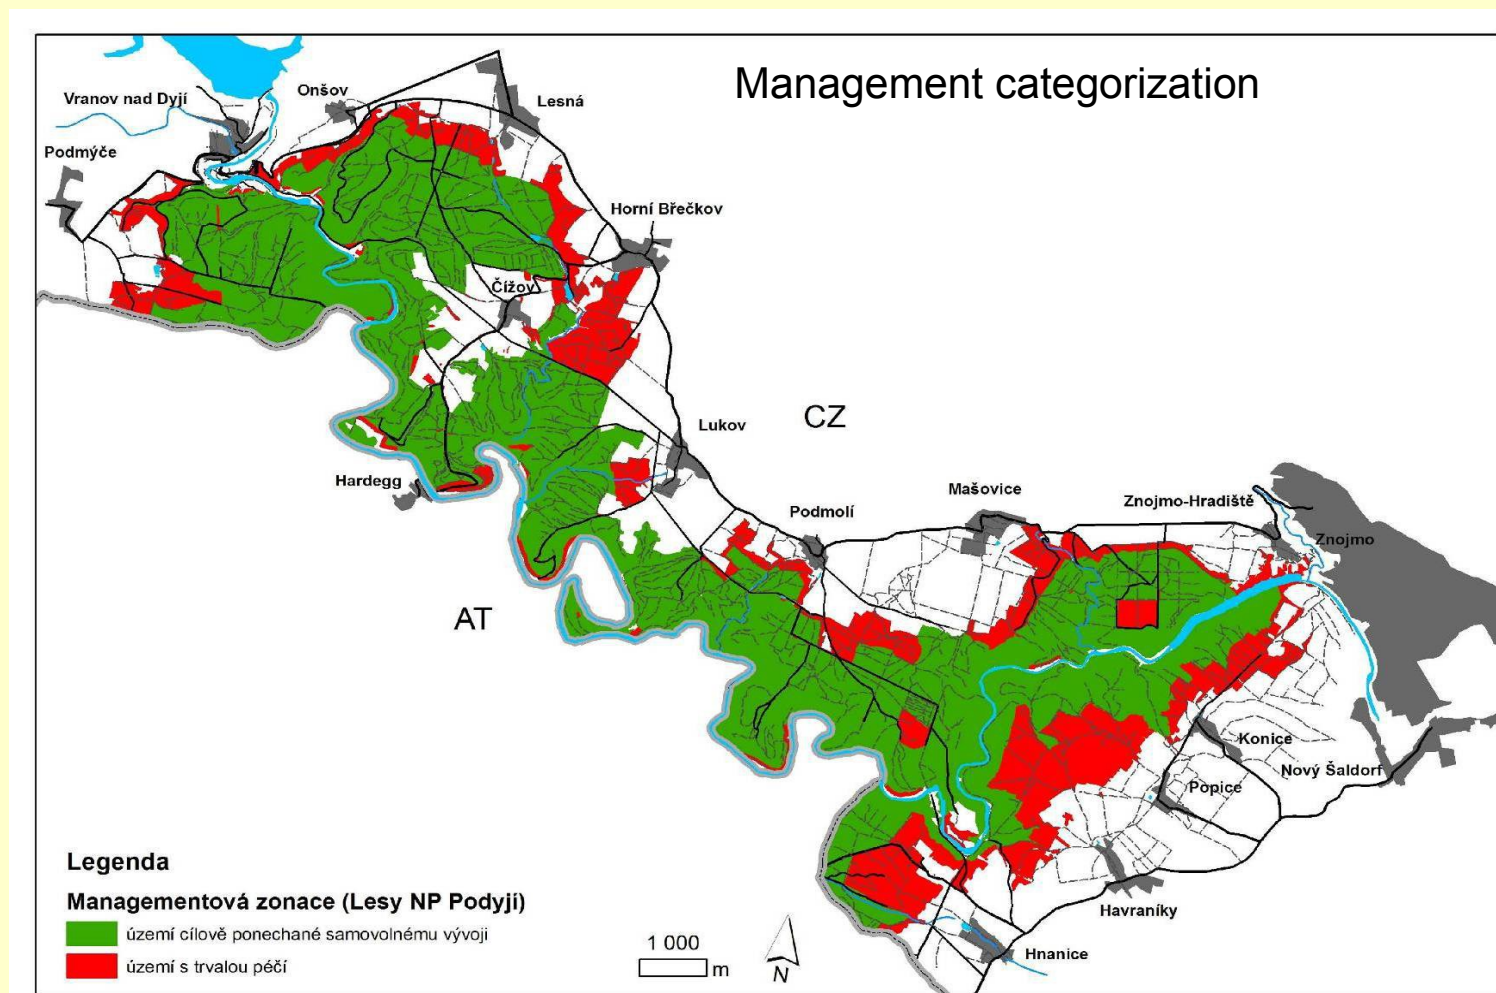 Management categorization
Onšov
Vranov nad Dyjí
Lesná
Podmýče
Horní Břečkov
Čížov
CZ
Lukov
Hardegg
Mašovice
Znojmo-Hradiště
Podmolí
Znojmo
AT
Konice
Nový Šaldorf
Popice
Havraníky
Hnanice
Legenda
Managementová zonace (Lesy NP Podyjí)
území cílově ponechané samovolnému vývoji
území s trvalou péčí
1 000
m
N